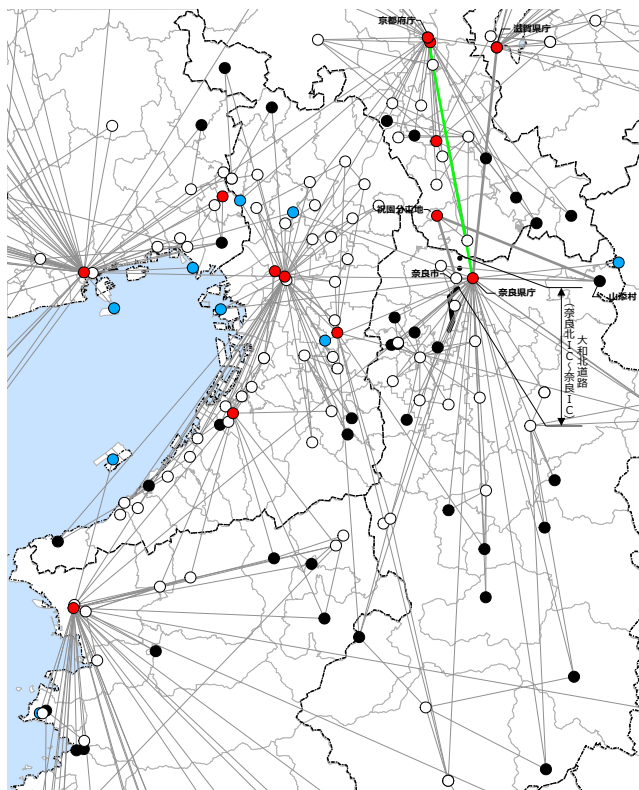 京都府庁
滋賀県庁
祝園分屯地
奈良市
奈良県庁
山添村
大和北道路
（奈良北ＩＣ～奈良ＩＣ）